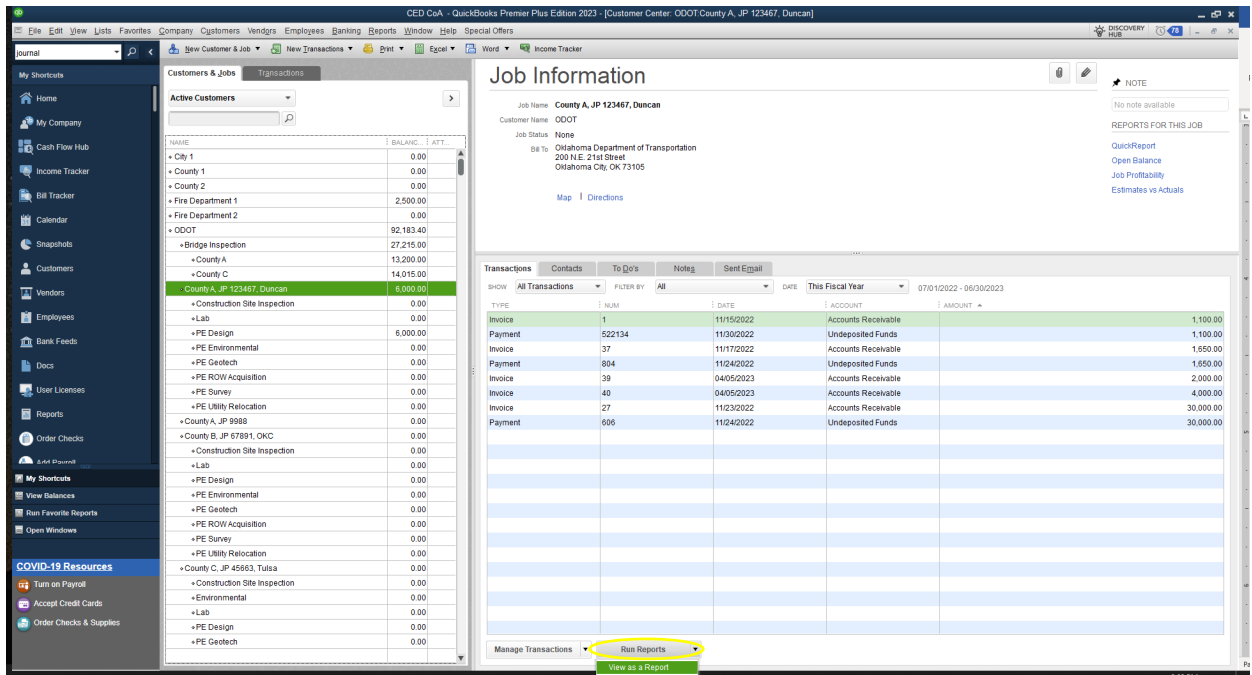 CED CoA - QuickBooks Premier Plus Edition 2023 - [Customer Center: ODOT:County A, JP 123467, Duncan]
File Edit View Lists Favorites Company Customers Vendors Employees Banking Reports Window Help Special Offers
DISCOVERY HUB 78
journal
New Customer & Job New Transactions Print Excel Word Income Tracker
My Shortcuts
Home
My Company
Cash Flow Hub
Income Tracker
Bill Tracker
Calendar
Snapshots
Customers
Vendors
Employees
Bank Feeds
Docs
User Licenses
Reports
Order Checks
Add Payroll
My Shortcuts
View Balances
Run Favorite Reports
Open Windows
COVID-19 Resources
Turn on Payroll
Accept Credit Cards
Order Checks & Supplies
Customers & Jobs Transactions
Active Customers
NAME BALANC... ATT...
City 1 0.00
County 1 0.00
County 2 0.00
Fire Department 1 2,500.00
Fire Department 2 0.00
ODOT 92,183.40
Bridge Inspection 27,215.00
County A 13,200.00
County C 14,015.00
County A, JP 123467, Duncan 6,000.00
Construction Site Inspection 0.00
Lab 0.00
PE Design 6,000.00
PE Environmental 0.00
PE Geotech 0.00
PE ROW Acquisition 0.00
PE Survey 0.00
PE Utility Relocation 0.00
County A, JP 9988 0.00
County B, JP 67891, OKC 0.00
Construction Site Inspection 0.00
Lab 0.00
PE Design 0.00
PE Environmental 0.00
PE Geotech 0.00
PE ROW Acquisition 0.00
PE Survey 0.00
PE Utility Relocation 0.00
County C, JP 45663, Tulsa 0.00
Construction Site Inspection 0.00
Environmental 0.00
Lab 0.00
PE Design 0.00
PE Geotech 0.00
Job Information
Job Name County A, JP 123467, Duncan
Customer Name ODOT
Job Status None
Bill To Oklahoma Department of Transportation
200 N.E. 21st Street
Oklahoma City, OK 73105
Map | Directions
NOTE
No note available
REPORTS FOR THIS JOB
QuickReport
Open Balance
Job Profitability
Estimates vs Actuals
Transactions Contacts To Do's Notes Sent Email
SHOW All Transactions FILTER BY All DATE This Fiscal Year 07/01/2022 - 06/30/2023
TYPE NUM DATE ACCOUNT AMOUNT
Invoice 1 11/15/2022 Accounts Receivable 1,100.00
Payment 522134 11/30/2022 Undeposited Funds 1,100.00
Invoice 37 11/17/2022 Accounts Receivable 1,650.00
Payment 804 11/24/2022 Undeposited Funds 1,650.00
Invoice 39 04/05/2023 Accounts Receivable 2,000.00
Invoice 40 04/05/2023 Accounts Receivable 4,000.00
Invoice 27 11/23/2022 Accounts Receivable 30,000.00
Payment 606 11/24/2022 Undeposited Funds 30,000.00
Manage Transactions Run Reports
View as a Report